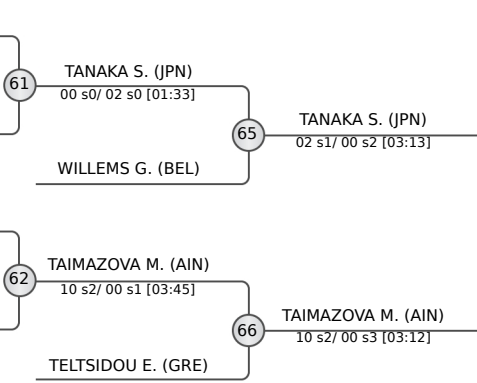 61
TANAKA S. (JPN)
00 s0/ 02 s0 [01:33]
65
TANAKA S. (JPN)
02 s1/ 00 s2 [03:13]
WILLEMS G. (BEL)
62
TAIMAZOVA M. (AIN)
10 s2/ 00 s1 [03:45]
66
TAIMAZOVA M. (AIN)
10 s2/ 00 s3 [03:12]
TELTSIDOU E. (GRE)